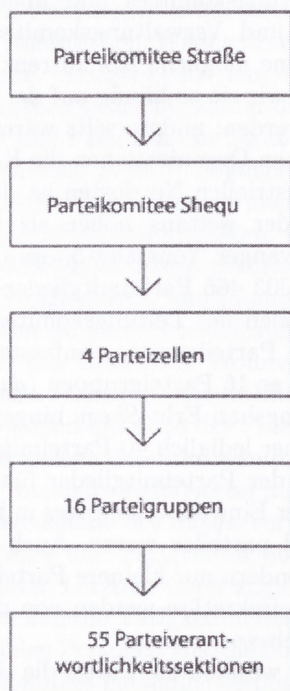 Parteikomitee Straße
Parteikomitee Shequ
4 Parteizellen
16 Parteigruppen
55 Parteiverant-
wortlichkeitssektionen